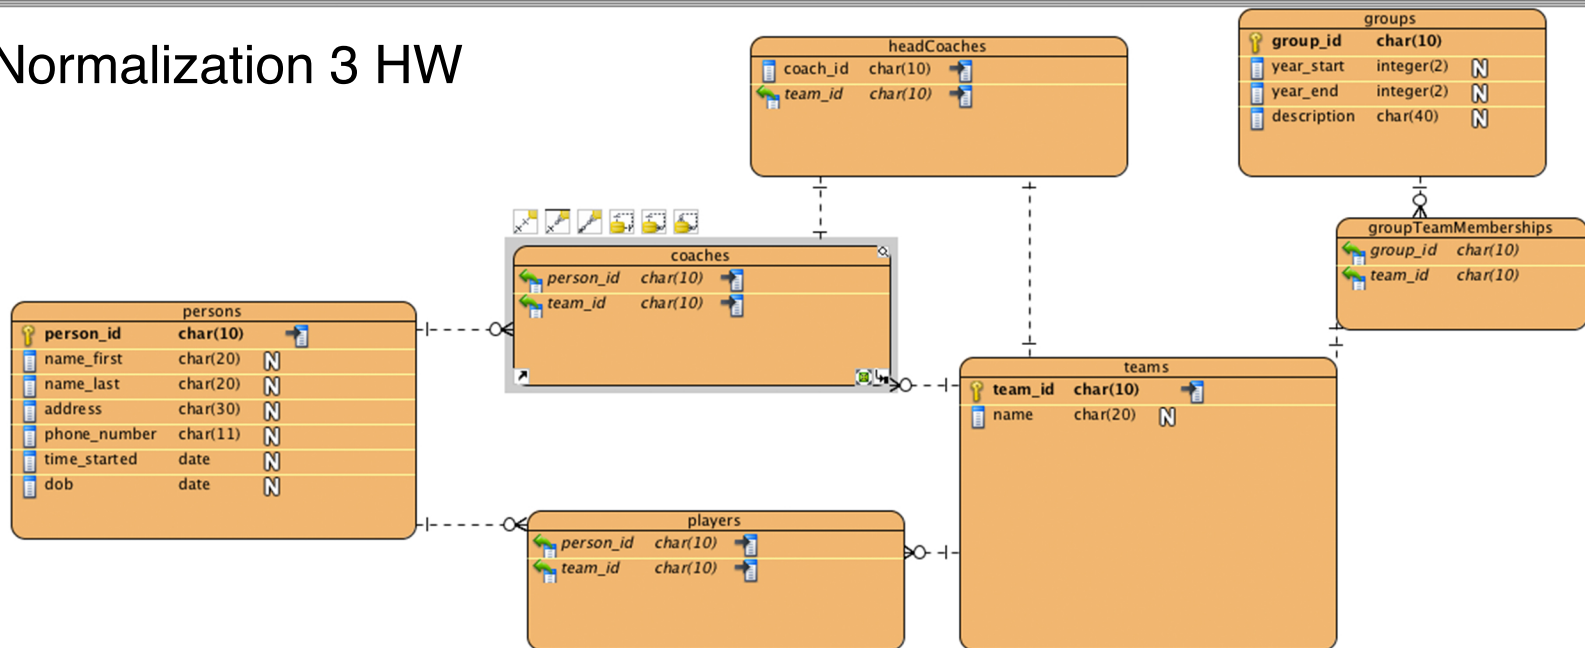 Normalization 3 HW
headCoaches
coach_id char(10)
team_id char(10)
groups
group_id char(10)
year_start integer(2) N
year_end integer(2) N
description char(40) N
groupTeamMemberships
group_id char(10)
team_id char(10)
coaches
person_id char(10)
team_id char(10)
persons
person_id char(10)
name_first char(20) N
name_last char(20) N
address char(30) N
phone_number char(11) N
time_started date N
dob date N
teams
team_id char(10)
name char(20) N
players
person_id char(10)
team_id char(10)